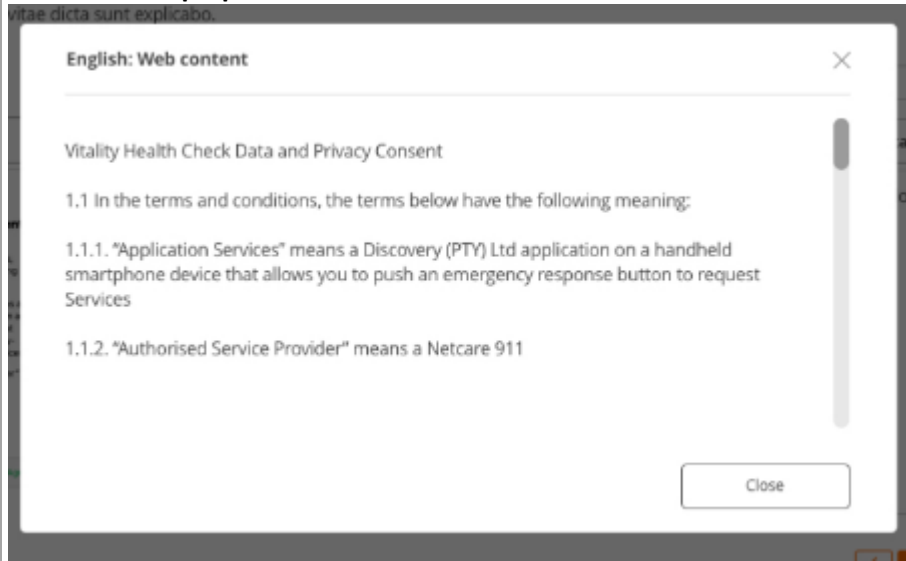 vitae dicta sunt explicabo.
English: Web content
Vitality Health Check Data and Privacy Consent
1.1 In the terms and conditions, the terms below have the following meaning:
1.1.1. “Application Services” means a Discovery (PTY) Ltd application on a handheld
smartphone device that allows you to push an emergency response button to request
Services
1.1.2. “Authorised Service Provider” means a Netcare 911
Close